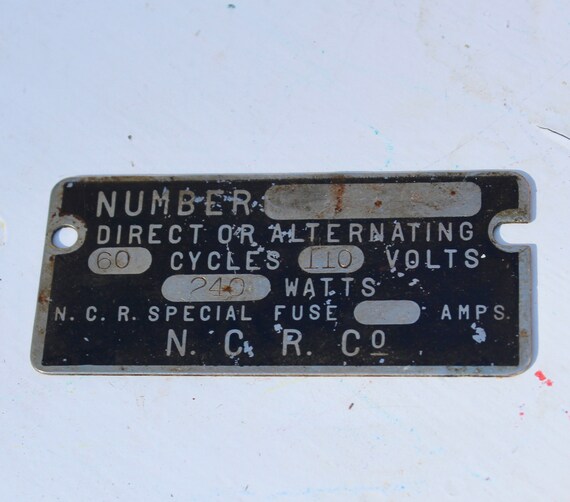 NUMBER
DIRECT OR ALTERNATING
60 CYCLES 110 VOLTS
240 WATTS
N. C. R. SPECIAL FUSE AMPS.
N. C. R. Co